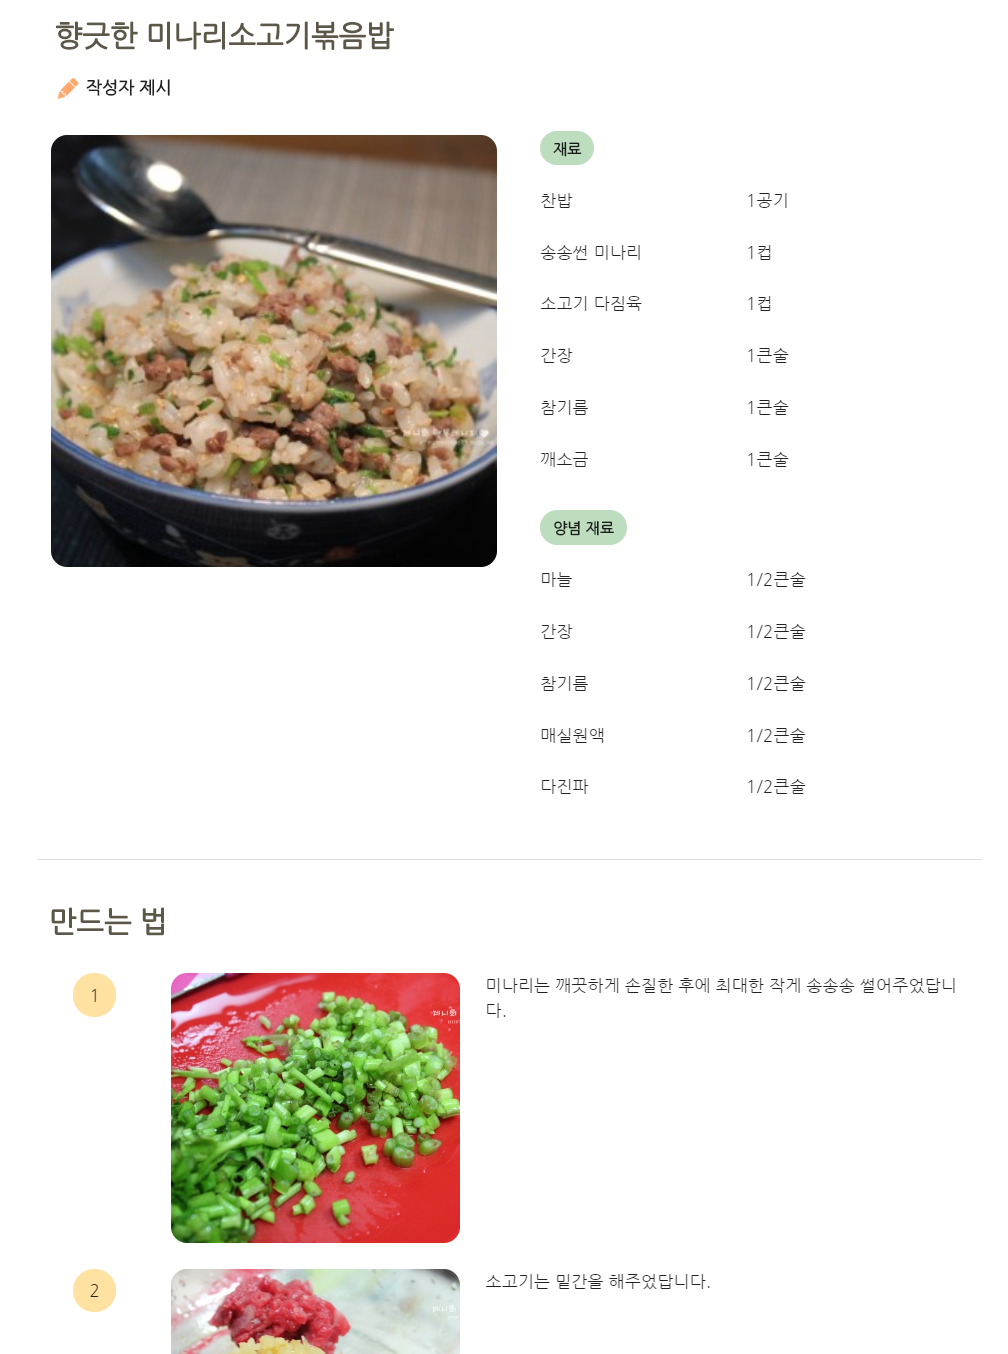 향긋한 미나리소고기볶음밥
작성자 제시
재료
찬밥 1공기
송송썬 미나리 1컵
소고기 다짐육 1컵
간장 1큰술
참기름 1큰술
깨소금 1큰술
양념 재료
마늘 1/2큰술
간장 1/2큰술
참기름 1/2큰술
매실원액 1/2큰술
다진파 1/2큰술
만드는 법
1
미나리는 깨끗하게 손질한 후에 최대한 작게 송송송 썰어주었답니
다.
2
소고기는 밑간을 해주었답니다.